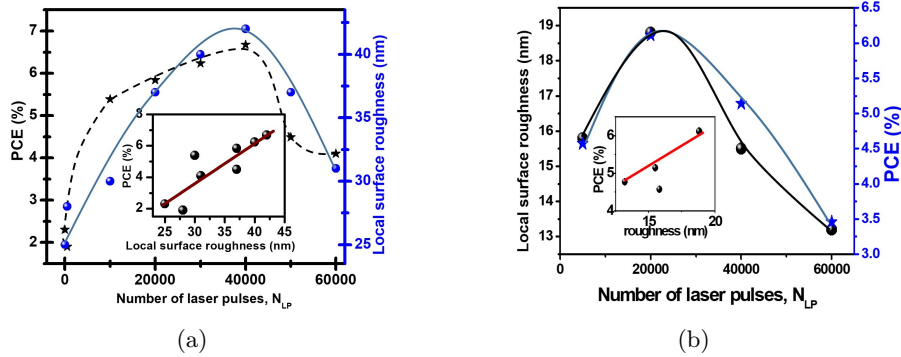 7
6
5
4
3
2
PCE (%)
0
20000
40000
60000
Number of laser pulses, N_LP
40
35
30
25
Local surface roughness (nm)
8
6
4
2
PCE (%)
25 30 35 40 45
Local surface roughness (nm)
(a)
19
18
17
16
15
14
13
Local surface roughness (nm)
0
20000
40000
60000
Number of laser pulses, N_LP
6.5
6.0
5.5
5.0
4.5
4.0
3.5
3.0
PCE (%)
6
5
4
PCE (%)
15 17 19
roughness (nm)
(b)